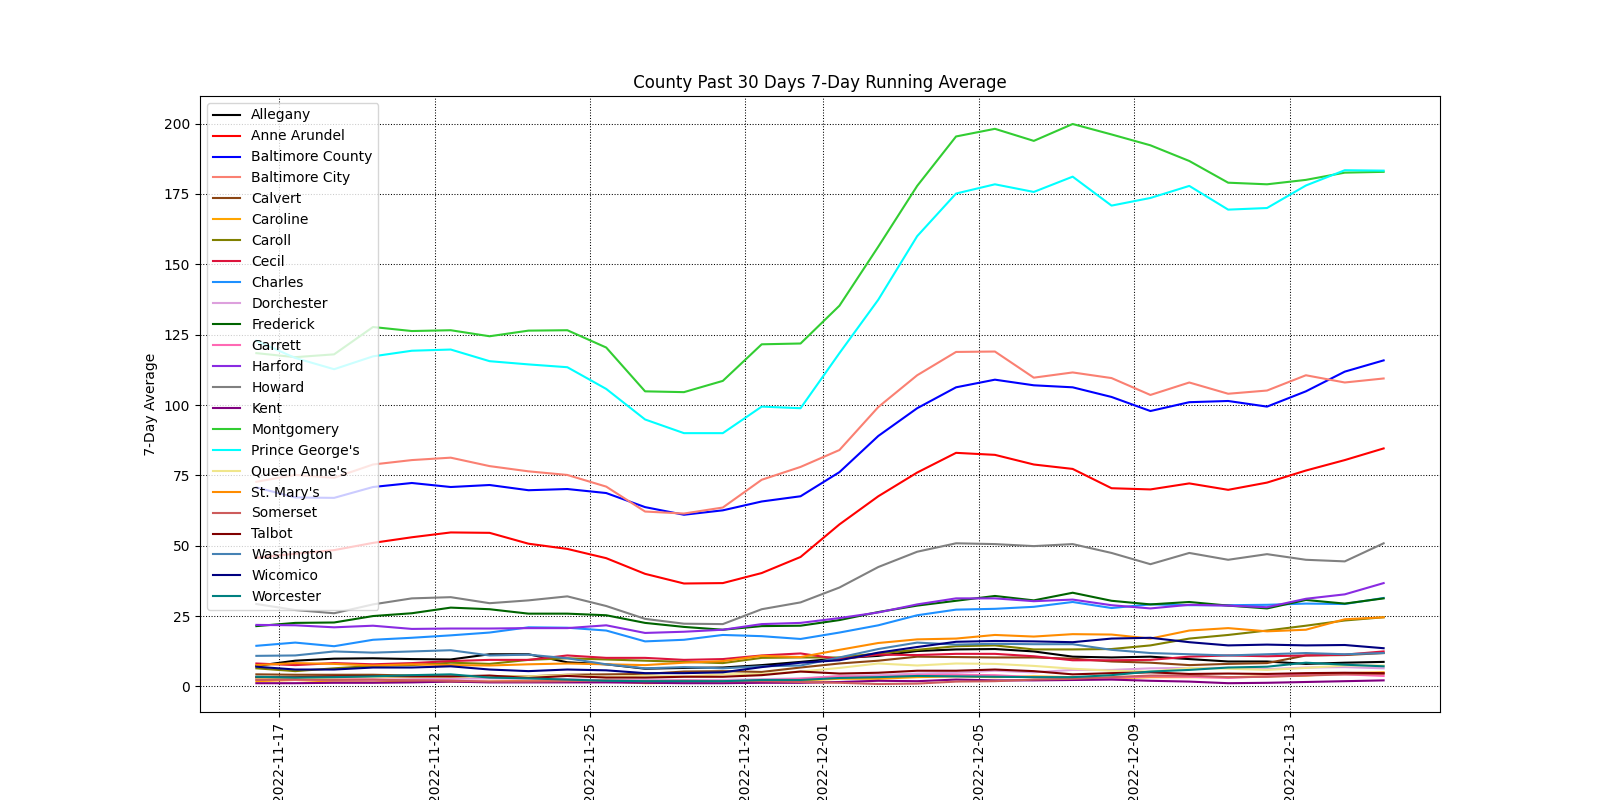 County Past 30 Days 7-Day Running Average
200
175
150
125
100
75
50
25
0
7-Day Average
Allegany
Anne Arundel
Baltimore County
Baltimore City
Calvert
Caroline
Caroll
Cecil
Charles
Dorchester
Frederick
Garrett
Harford
Howard
Kent
Montgomery
Prince George's
Queen Anne's
St. Mary's
Somerset
Talbot
Washington
Wicomico
Worcester
2022-11-17
2022-11-21
2022-11-25
2022-11-29
2022-12-01
2022-12-05
2022-12-09
2022-12-13